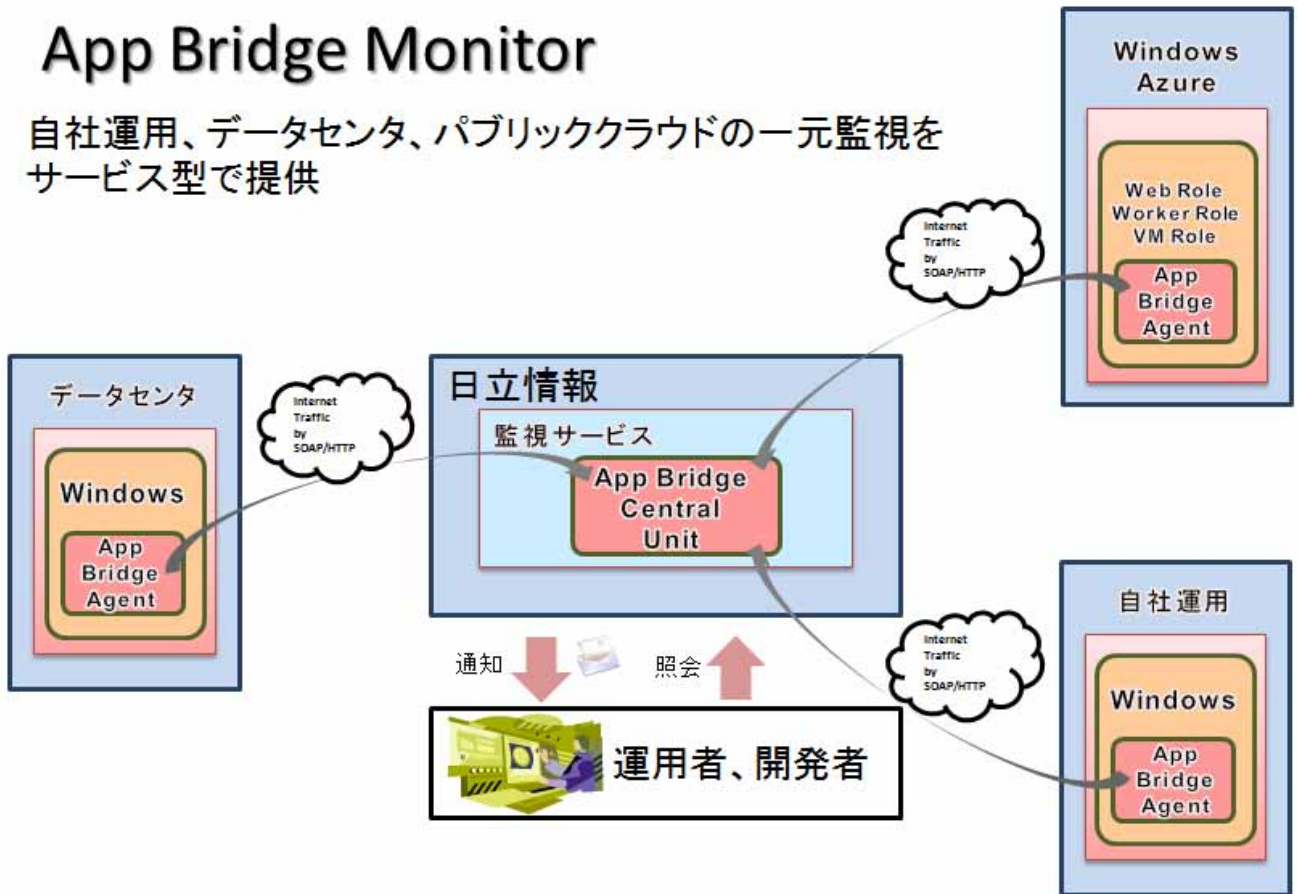 App Bridge Monitor
自社運用、データセンタ、パブリッククラウドの一元監視を
サービス型で提供
Windows
Azure
Web Role
Worker Role
VM Role
App
Bridge
Agent
Internet
Traffic
by
SOAP/HTTP
データセンタ
Windows
App
Bridge
Agent
Internet
Traffic
by
SOAP/HTTP
日立情報
監視サービス
App Bridge
Central
Unit
通知
照会
運用者、開発者
Internet
Traffic
by
SOAP/HTTP
自社運用
Windows
App
Bridge
Agent